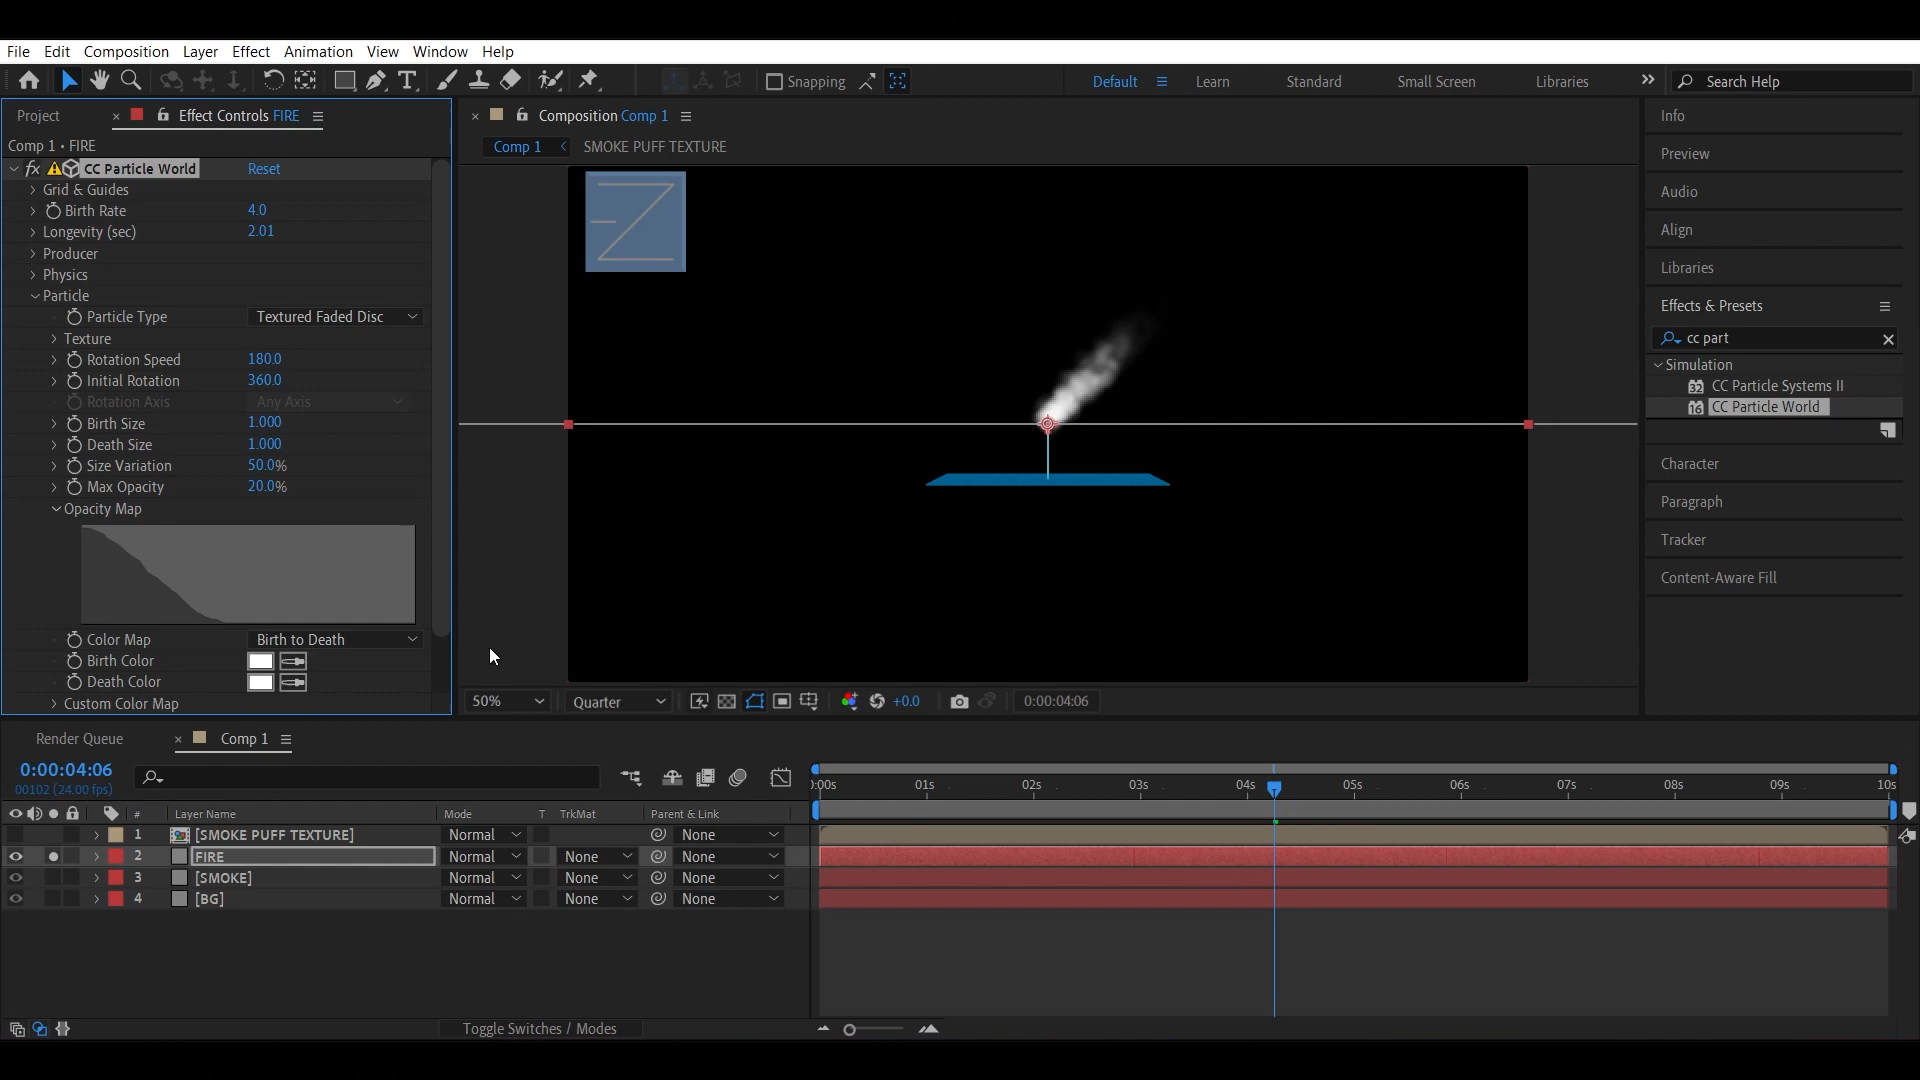 File Edit Composition Layer Effect Animation View Window Help
Snapping Default Learn Standard Small Screen Libraries Search Help
Project Effect Controls FIRE
Comp 1 • FIRE
fx CC Particle World Reset
Grid & Guides
Birth Rate 4.0
Longevity (sec) 2.01
Producer
Physics
Particle
Particle Type Textured Faded Disc
Texture
Rotation Speed 180.0
Initial Rotation 360.0
Rotation Axis Any Axis
Birth Size 1.000
Death Size 1.000
Size Variation 50.0%
Max Opacity 20.0%
Opacity Map
Color Map Birth to Death
Birth Color
Death Color
Custom Color Map
Composition Comp 1
Comp 1 SMOKE PUFF TEXTURE
50% Quarter +0.0 0:00:04:06
Info
Preview
Audio
Align
Libraries
Effects & Presets
cc part
Simulation
32 CC Particle Systems II
16 CC Particle World
Character
Paragraph
Tracker
Content-Aware Fill
Render Queue Comp 1
0:00:04:06
00102 (24.00 fps)
:00s 01s 02s 03s 04s 05s 06s 07s 08s 09s 10s
# Layer Name Mode T TrkMat Parent & Link
1 [SMOKE PUFF TEXTURE] Normal None
2 FIRE Normal None None
3 [SMOKE] Normal None None
4 [BG] Normal None None
Toggle Switches / Modes